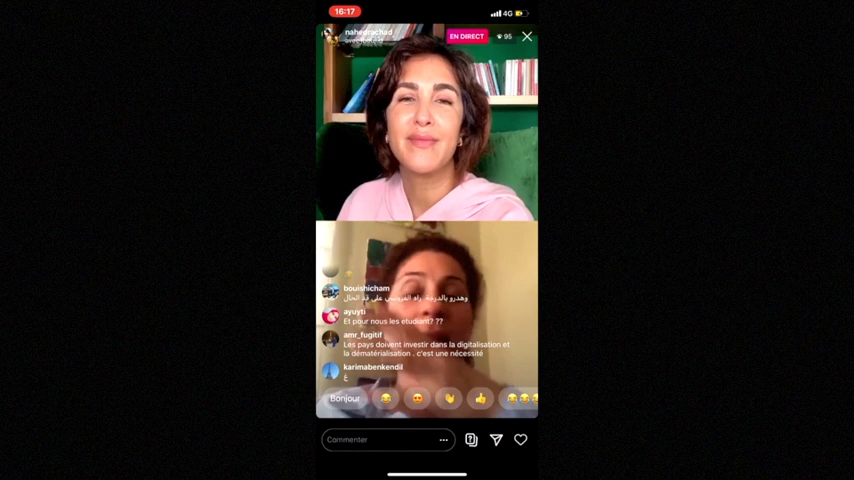 16:17
4G
nahedrachad
EN DIRECT
95
bouishicham
وهدرو بالدرجة. راه الفرونسي على قد الحال
ayuyti
Et pour nous les etudiant? ??
amr_fugitif
Les pays doivent investir dans la digitalisation et
la dématérialisation . c'est une nécessité
karimabenkendil
غ
Bonjour
Commenter